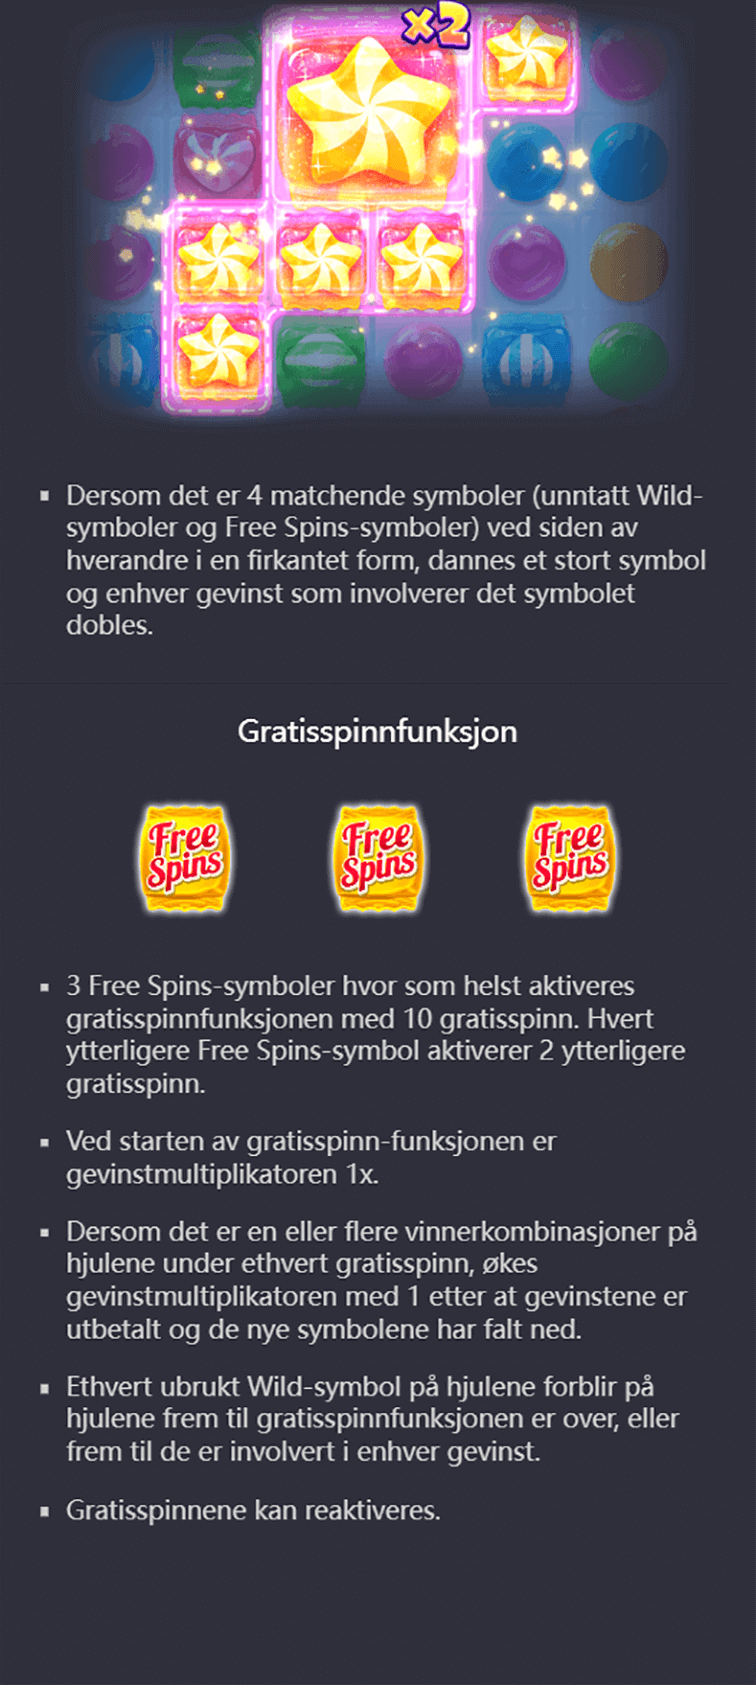 x2
▪ Dersom det er 4 matchende symboler (unntatt Wild-
symboler og Free Spins-symboler) ved siden av
hverandre i en firkantet form, dannes et stort symbol
og enhver gevinst som involverer det symbolet
dobles.
Gratisspinnfunksjon
Free Free Free
Spins Spins Spins
▪ 3 Free Spins-symboler hvor som helst aktiveres
gratisspinnfunksjonen med 10 gratisspinn. Hvert
ytterligere Free Spins-symbol aktiverer 2 ytterligere
gratisspinn.
▪ Ved starten av gratisspinn-funksjonen er
gevinstmultiplikatoren 1x.
▪ Dersom det er en eller flere vinnerkombinasjoner på
hjulene under ethvert gratisspinn, økes
gevinstmultiplikatoren med 1 etter at gevinstene er
utbetalt og de nye symbolene har falt ned.
▪ Ethvert ubrukt Wild-symbol på hjulene forblir på
hjulene frem til gratisspinnfunksjonen er over, eller
frem til de er involvert i enhver gevinst.
▪ Gratisspinnene kan reaktiveres.